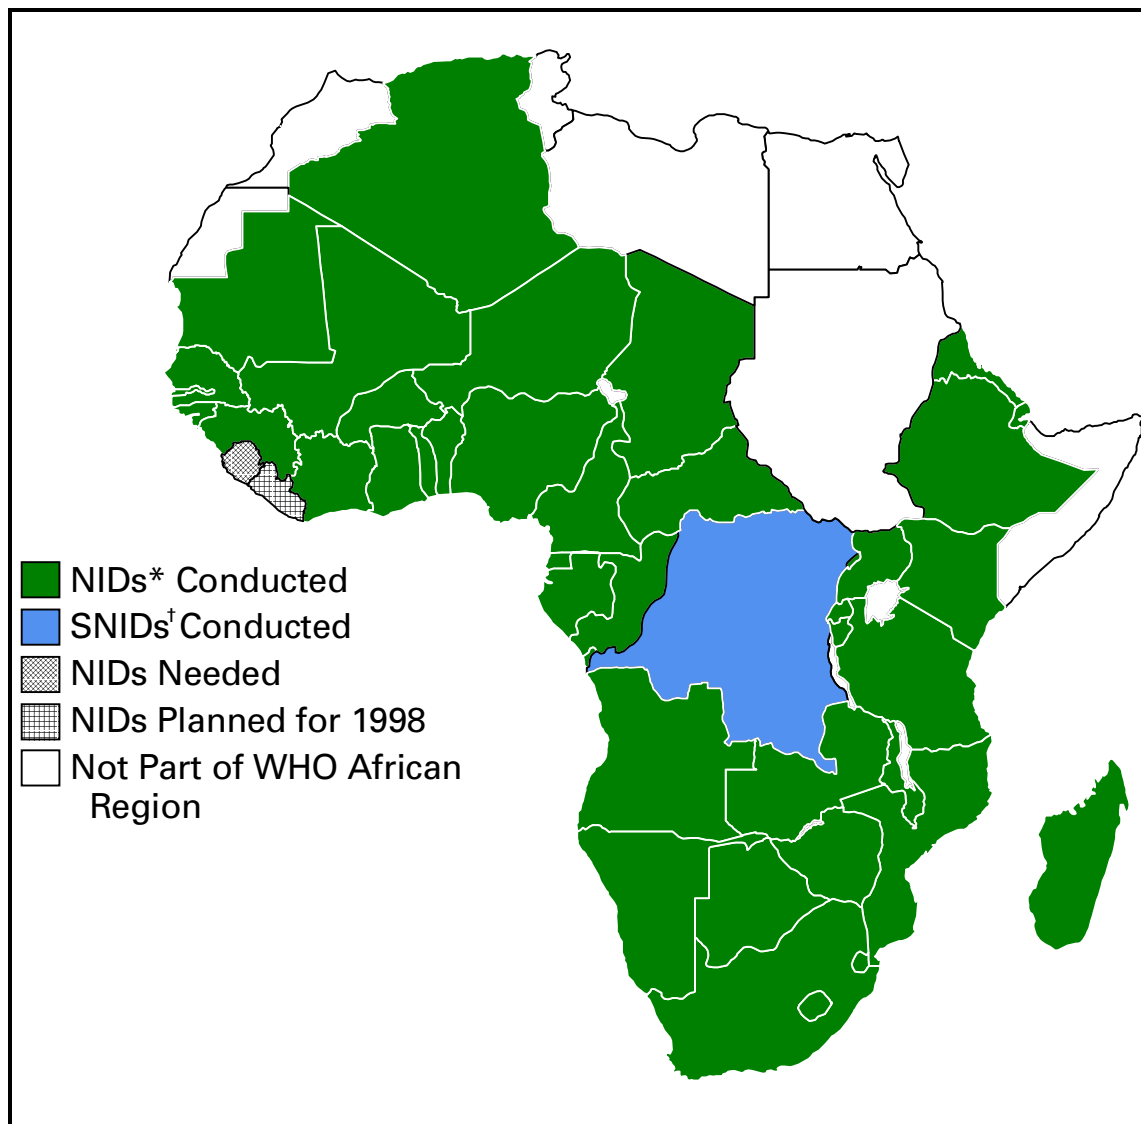 NIDs* Conducted
SNIDs† Conducted
NIDs Needed
NIDs Planned for 1998
Not Part of WHO African
Region